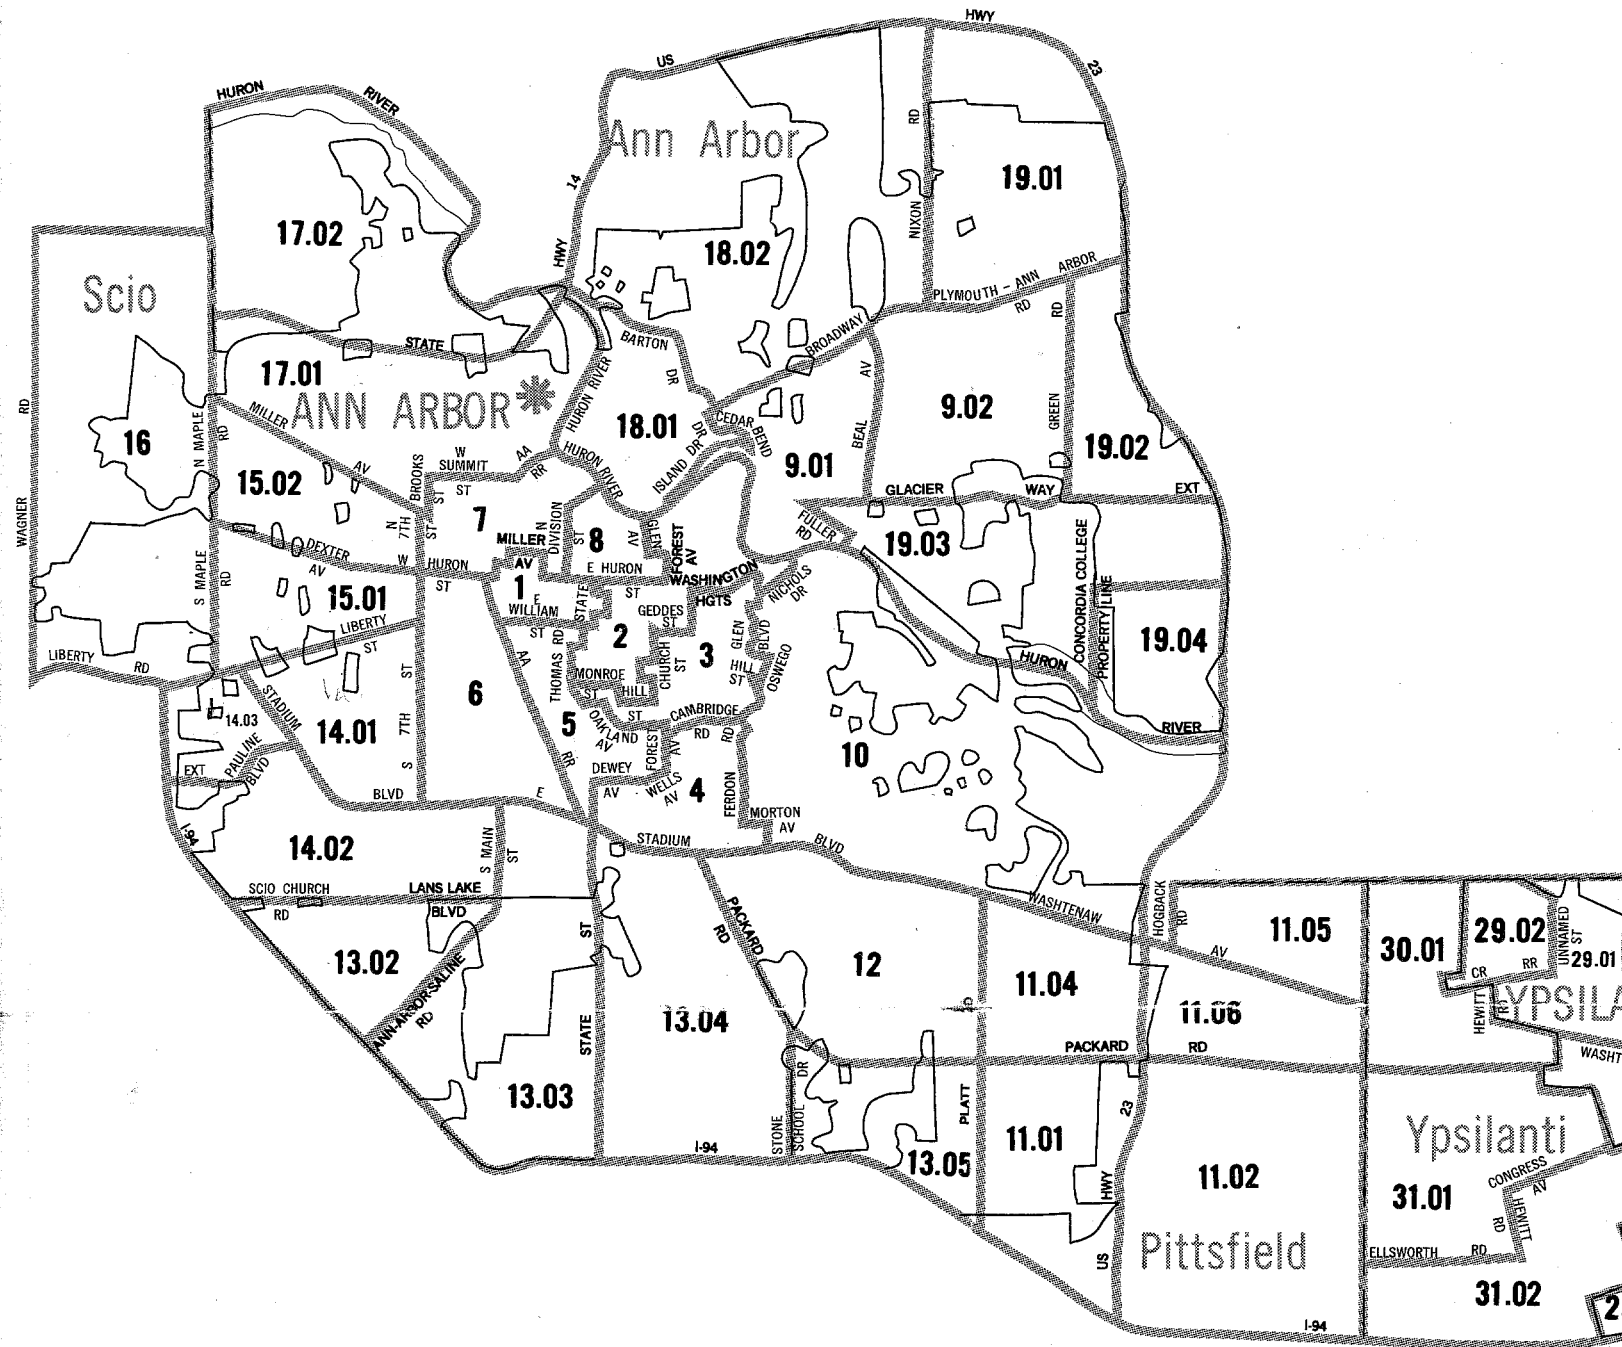 HWY
US
23
HURON
RIVER
Ann Arbor
RD
19.01
14
NIXON
17.02
18.02
HWY
Scio
PLYMOUTH - ANN ARBOR
RD
RD
STATE
BARTON
BROADWAY
17.01
DR
AV
ANN ARBOR*
HURON RIVER
RD
MILLER
N MAPLE
RD
18.01
CEDAR BEND
DR
9.02
GREEN
16
BEAL
19.02
W
SUMMIT
ST
AA
RR
HURON RIVER
ISLAND DR
9.01
AV
BROOKS
ST
15.02
GLACIER
WAY
EXT
WAGNER
N
7TH
ST
7
N
DIVISION
ST
8
GLEN
AV
FOREST
AV
FULLER
RD
19.03
MILLER
AV
DEXTER
AV
W
HURON
ST
E HURON
ST
WASHINGTON
HGTS
NICHOLS
DR
CONCORDIA COLLEGE
PROPERTY LINE
S MAPLE
RD
15.01
1
E
WILLIAM
ST
STATE
GEDDES
ST
LIBERTY
ST
2
3
GLEN
BLVD
19.04
LIBERTY
RD
AA
THOMAS RD
CHURCH
ST
HURON
HILL
ST
OSWEGO
MONROE
ST
HILL
ST
ST
6
STADIUM
14.03
14.01
7TH
S
5
OAKLAND
AV
CAMBRIDGE
RD
RD
RIVER
PAULINE
BLVD
EXT
RR
FOREST
AV
10
DEWEY
AV
WELLS
AV
4
FERDON
BLVD
E
MORTON
AV
I-94
STADIUM
BLVD
14.02
S MAIN
ST
SCIO CHURCH
RD
LANS LAKE
BLVD
WASHTENAW
AV
HOGBACK
RD
PACKARD
RD
ST
11.05
29.02
UNNAMED
ST
29.01
30.01
13.02
12
CR
RR
ANN-ARBOR-SALINE
RD
11.04
11.06
HEWITT
RD
YPSILA
13.04
STATE
PACKARD
RD
WASHT
DR
13.03
PLATT
23
STONE
SCHOOL
11.01
Ypsilanti
I-94
13.05
11.02
CONGRESS
AV
HWY
31.01
HEWITT
RD
US
Pittsfield
ELLSWORTH
RD
31.02
2
I-94